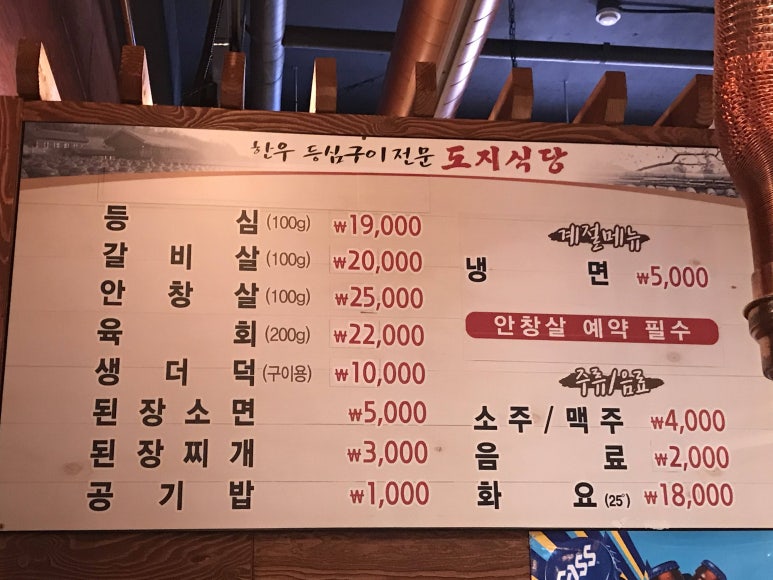 한우 등심구이전문 도지식당
등심 (100g) ₩19,000
갈비살 (100g) ₩20,000
안창살 (100g) ₩25,000
육회 (200g) ₩22,000
생더덕 (구이용) ₩10,000
된장소면 ₩5,000
된장찌개 ₩3,000
공기밥 ₩1,000
계절메뉴
냉면 ₩5,000
안창살 예약 필수
주류/음료
소주/맥주 ₩4,000
음료 ₩2,000
화요 (25˚) ₩18,000
CASS